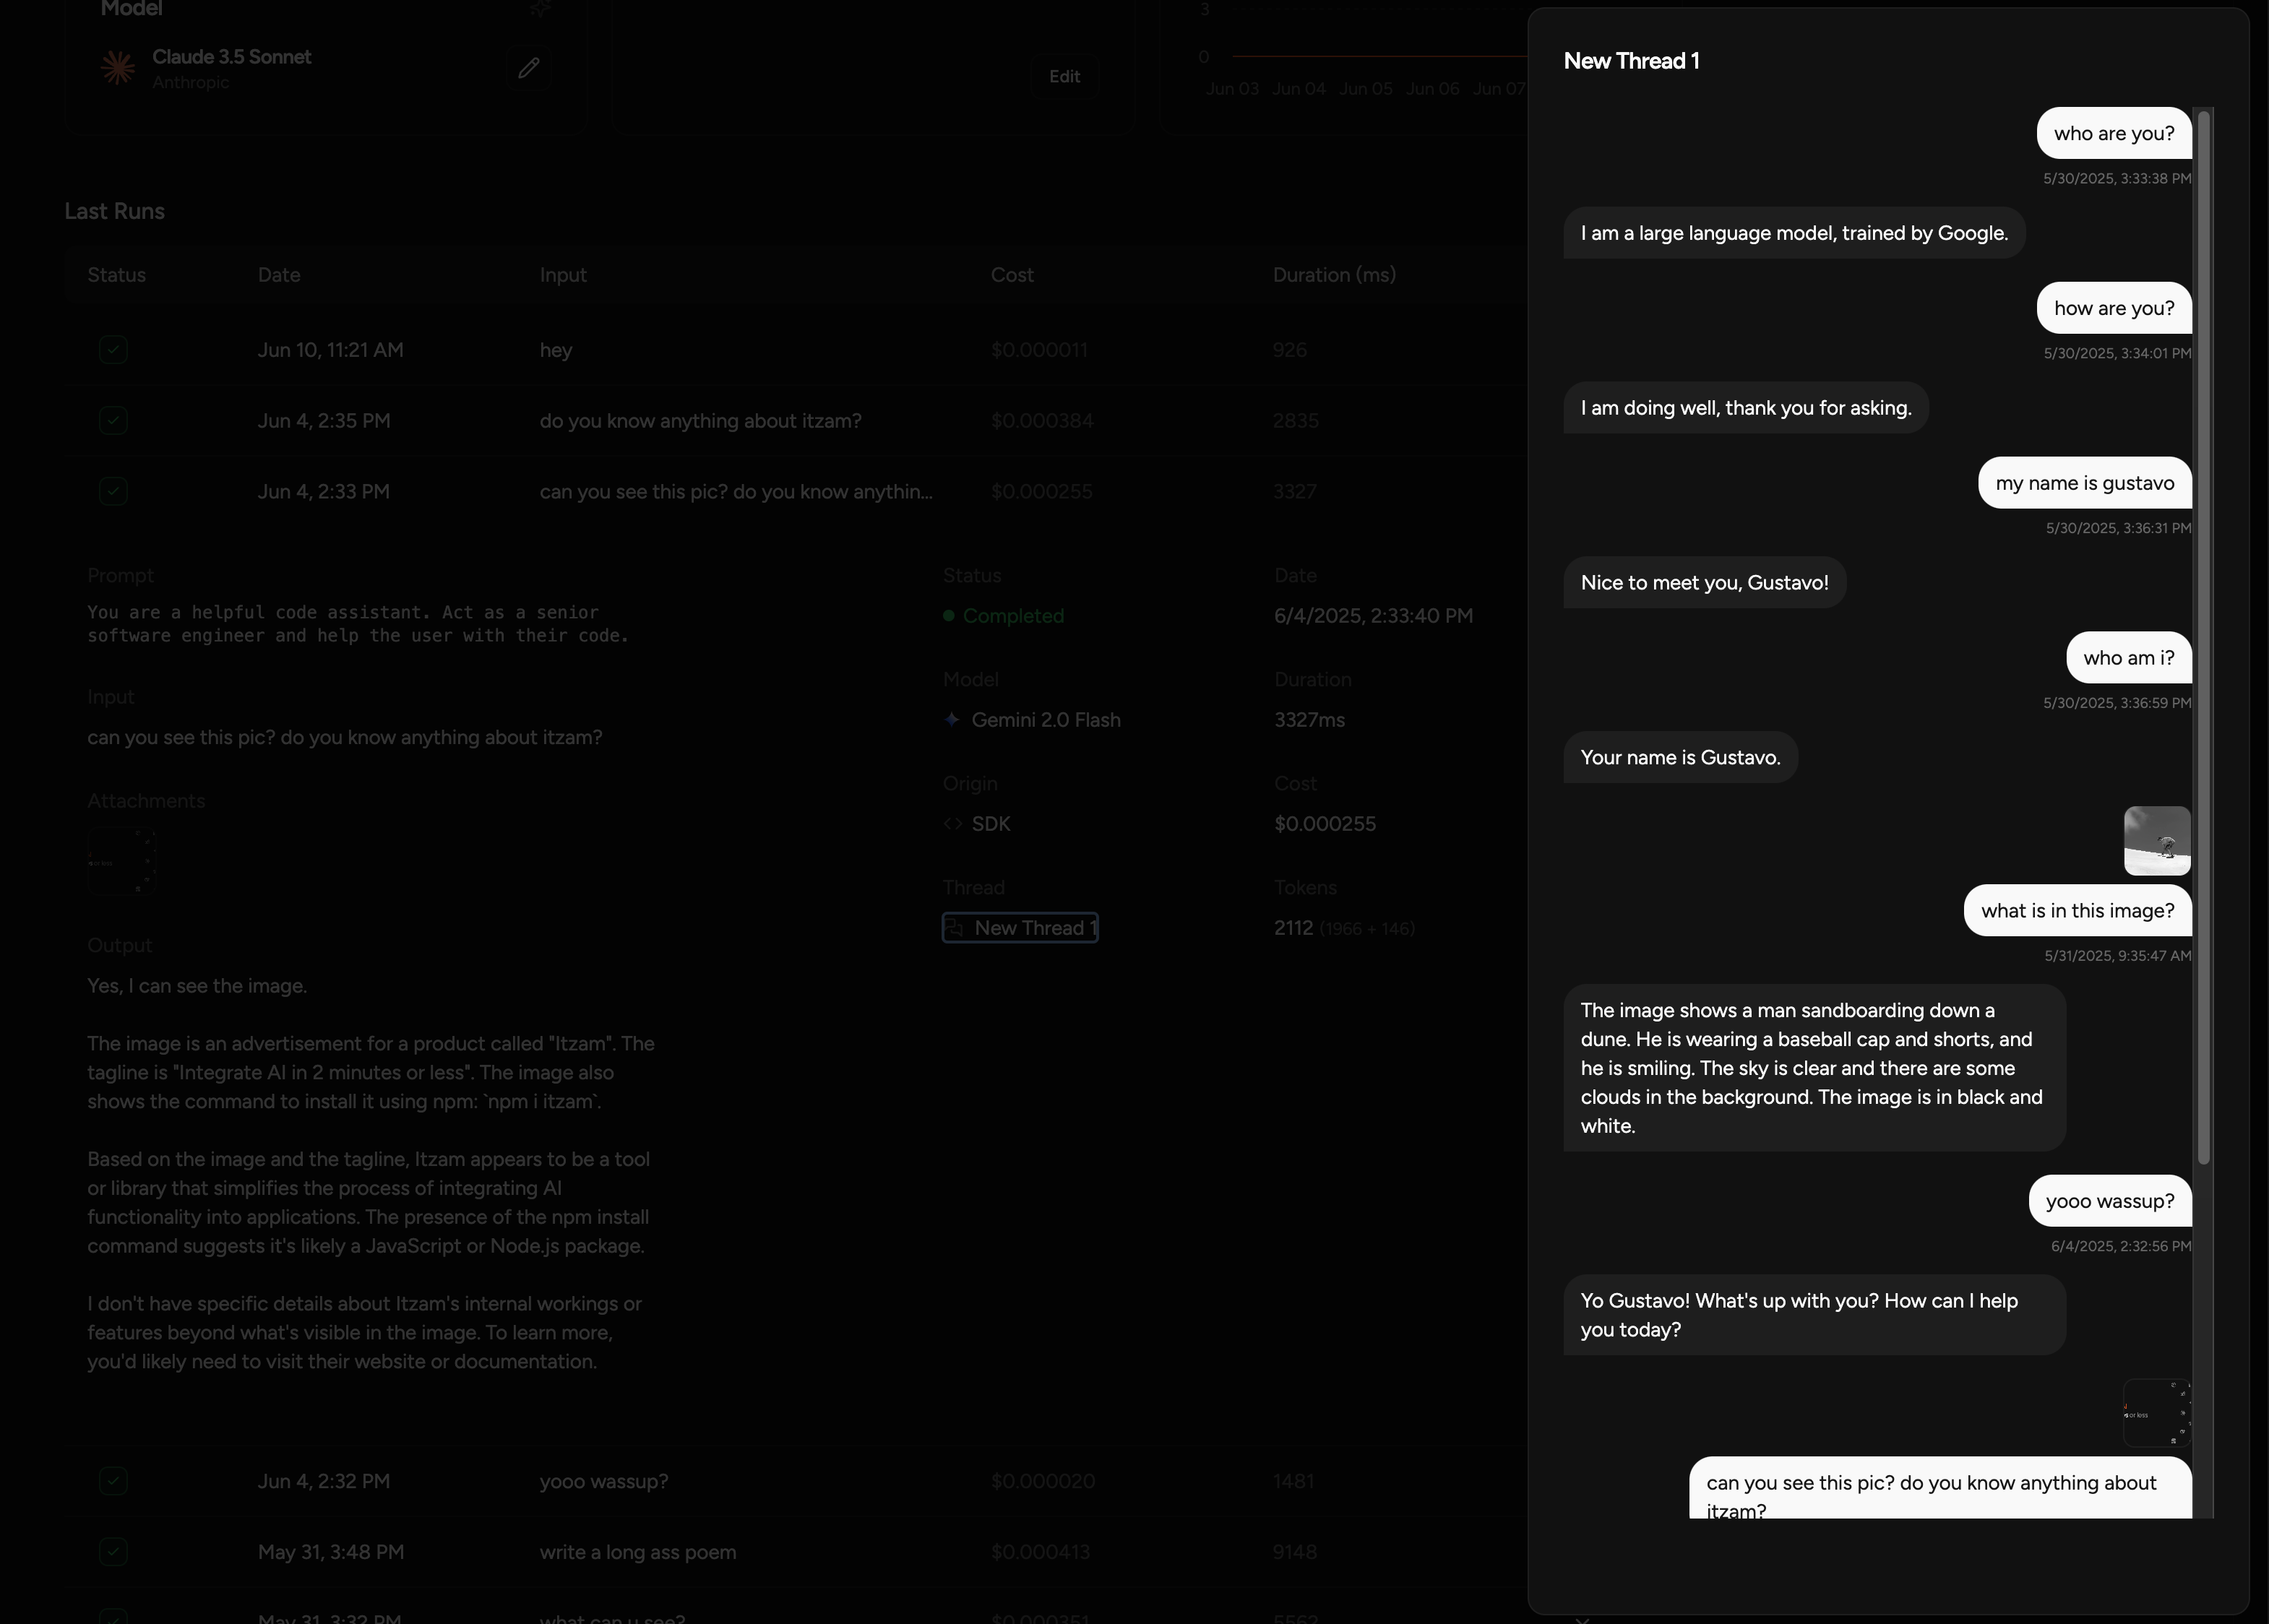 Model
Claude 3.5 Sonnet
Anthropic
Edit
3
0
Jun 03 Jun 04 Jun 05 Jun 06 Jun 07
Last Runs
Status Date Input Cost Duration (ms)
Jun 10, 11:21 AM hey $0.000011 926
Jun 4, 2:35 PM do you know anything about itzam? $0.000384 2835
Jun 4, 2:33 PM can you see this pic? do you know anythin... $0.000255 3327
Prompt
You are a helpful code assistant. Act as a senior
software engineer and help the user with their code.
Input
can you see this pic? do you know anything about itzam?
Attachments
or less
Output
Yes, I can see the image.
The image is an advertisement for a product called "Itzam". The
tagline is "Integrate AI in 2 minutes or less". The image also
shows the command to install it using npm: `npm i itzam`.
Based on the image and the tagline, Itzam appears to be a tool
or library that simplifies the process of integrating AI
functionality into applications. The presence of the npm install
command suggests it's likely a JavaScript or Node.js package.
I don't have specific details about Itzam's internal workings or
features beyond what's visible in the image. To learn more,
you'd likely need to visit their website or documentation.
Status
Completed
Date
6/4/2025, 2:33:40 PM
Model
Gemini 2.0 Flash
Duration
3327ms
Origin
SDK
Cost
$0.000255
Thread
New Thread 1
Tokens
2112 (1966 + 146)
Jun 4, 2:32 PM yooo wassup? $0.000020 1481
May 31, 3:48 PM write a long ass poem $0.000413 9148
May 31, 3:32 PM what can u see? $0.000351 5562
New Thread 1
who are you?
5/30/2025, 3:33:38 PM
I am a large language model, trained by Google.
how are you?
5/30/2025, 3:34:01 PM
I am doing well, thank you for asking.
my name is gustavo
5/30/2025, 3:36:31 PM
Nice to meet you, Gustavo!
who am i?
5/30/2025, 3:36:59 PM
Your name is Gustavo.
what is in this image?
5/31/2025, 9:35:47 AM
The image shows a man sandboarding down a
dune. He is wearing a baseball cap and shorts, and
he is smiling. The sky is clear and there are some
clouds in the background. The image is in black and
white.
yooo wassup?
6/4/2025, 2:32:56 PM
Yo Gustavo! What's up with you? How can I help
you today?
or less
can you see this pic? do you know anything about
itzam?